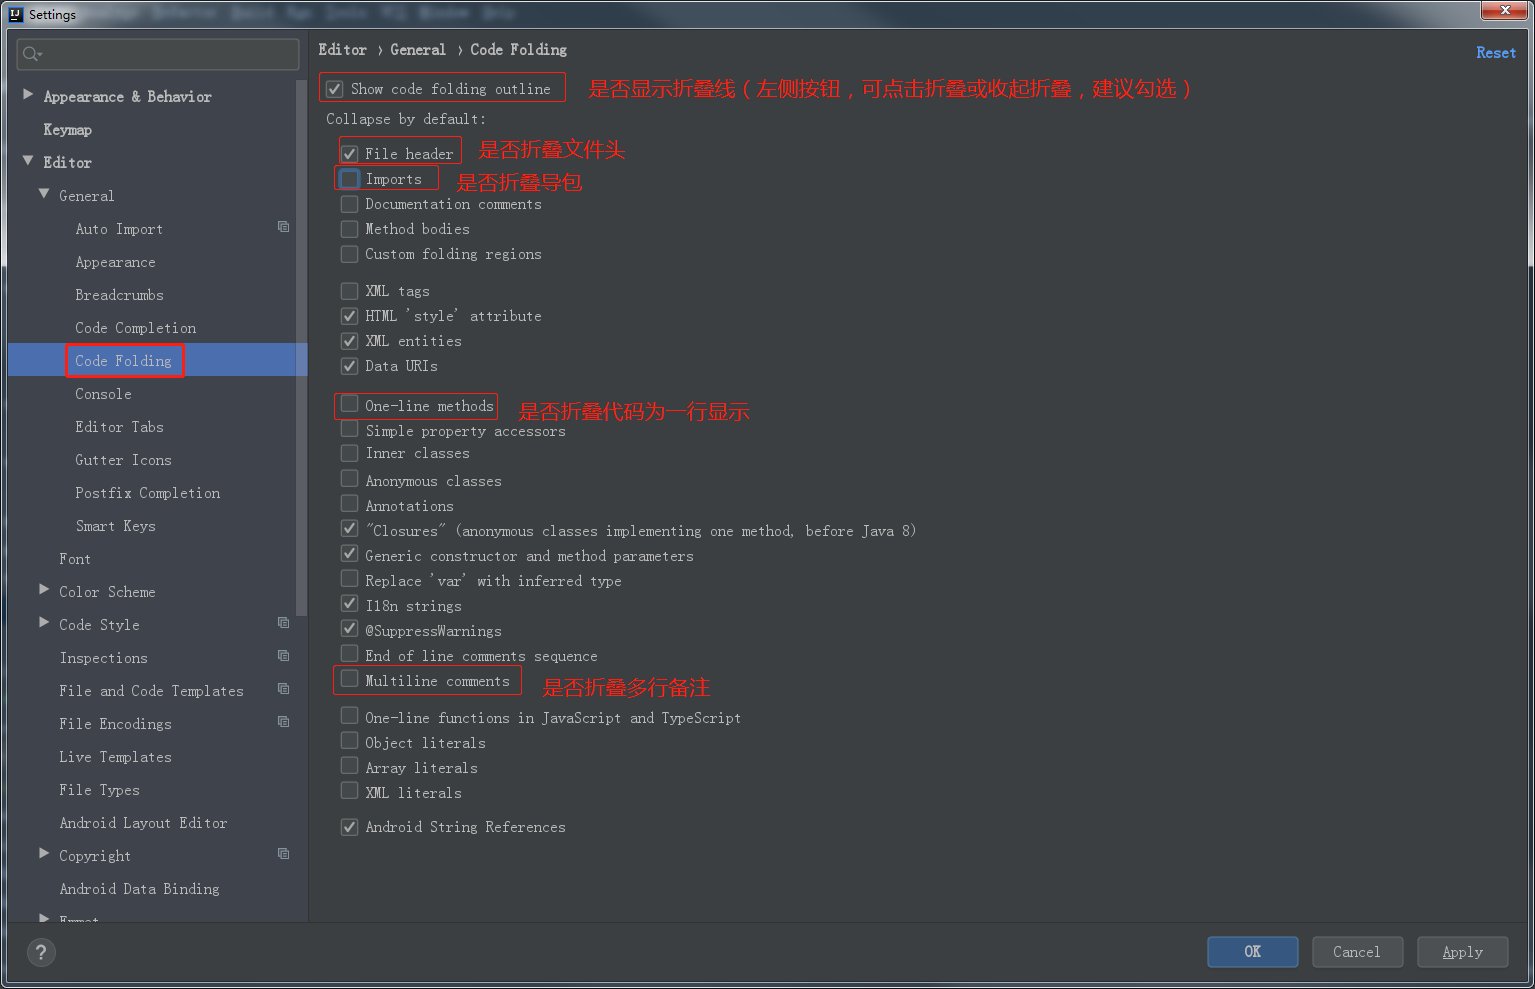 Settings
Editor › General › Code Folding
Reset
Appearance & Behavior
Keymap
Editor
General
Auto Import
Appearance
Breadcrumbs
Code Completion
Code Folding
Console
Editor Tabs
Gutter Icons
Postfix Completion
Smart Keys
Font
Color Scheme
Code Style
Inspections
File and Code Templates
File Encodings
Live Templates
File Types
Android Layout Editor
Copyright
Android Data Binding
Emmet
Show code folding outline 是否显示折叠线（左侧按钮，可点击折叠或收起折叠，建议勾选）
Collapse by default:
File header 是否折叠文件头
Imports 是否折叠导包
Documentation comments
Method bodies
Custom folding regions
XML tags
HTML 'style' attribute
XML entities
Data URIs
One-line methods 是否折叠代码为一行显示
Simple property accessors
Inner classes
Anonymous classes
Annotations
"Closures" (anonymous classes implementing one method, before Java 8)
Generic constructor and method parameters
Replace 'var' with inferred type
I18n strings
@SuppressWarnings
End of line comments sequence
Multiline comments 是否折叠多行备注
One-line functions in JavaScript and TypeScript
Object literals
Array literals
XML literals
Android String References
?
OK
Cancel
Apply